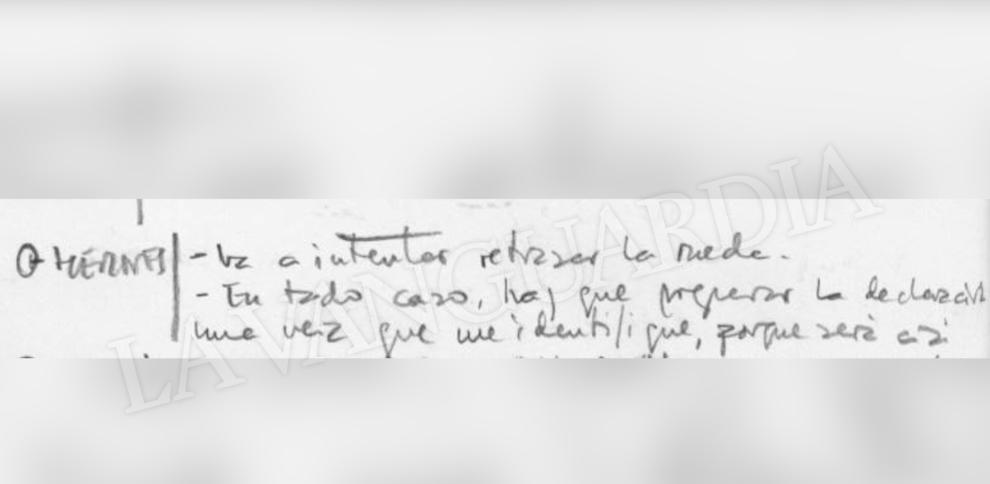 - Va a intentar retrasar la rueda.
- En todo caso, hay que preparar la declaración
una vez que me identifique, porque será así
LA VANGUARDIA